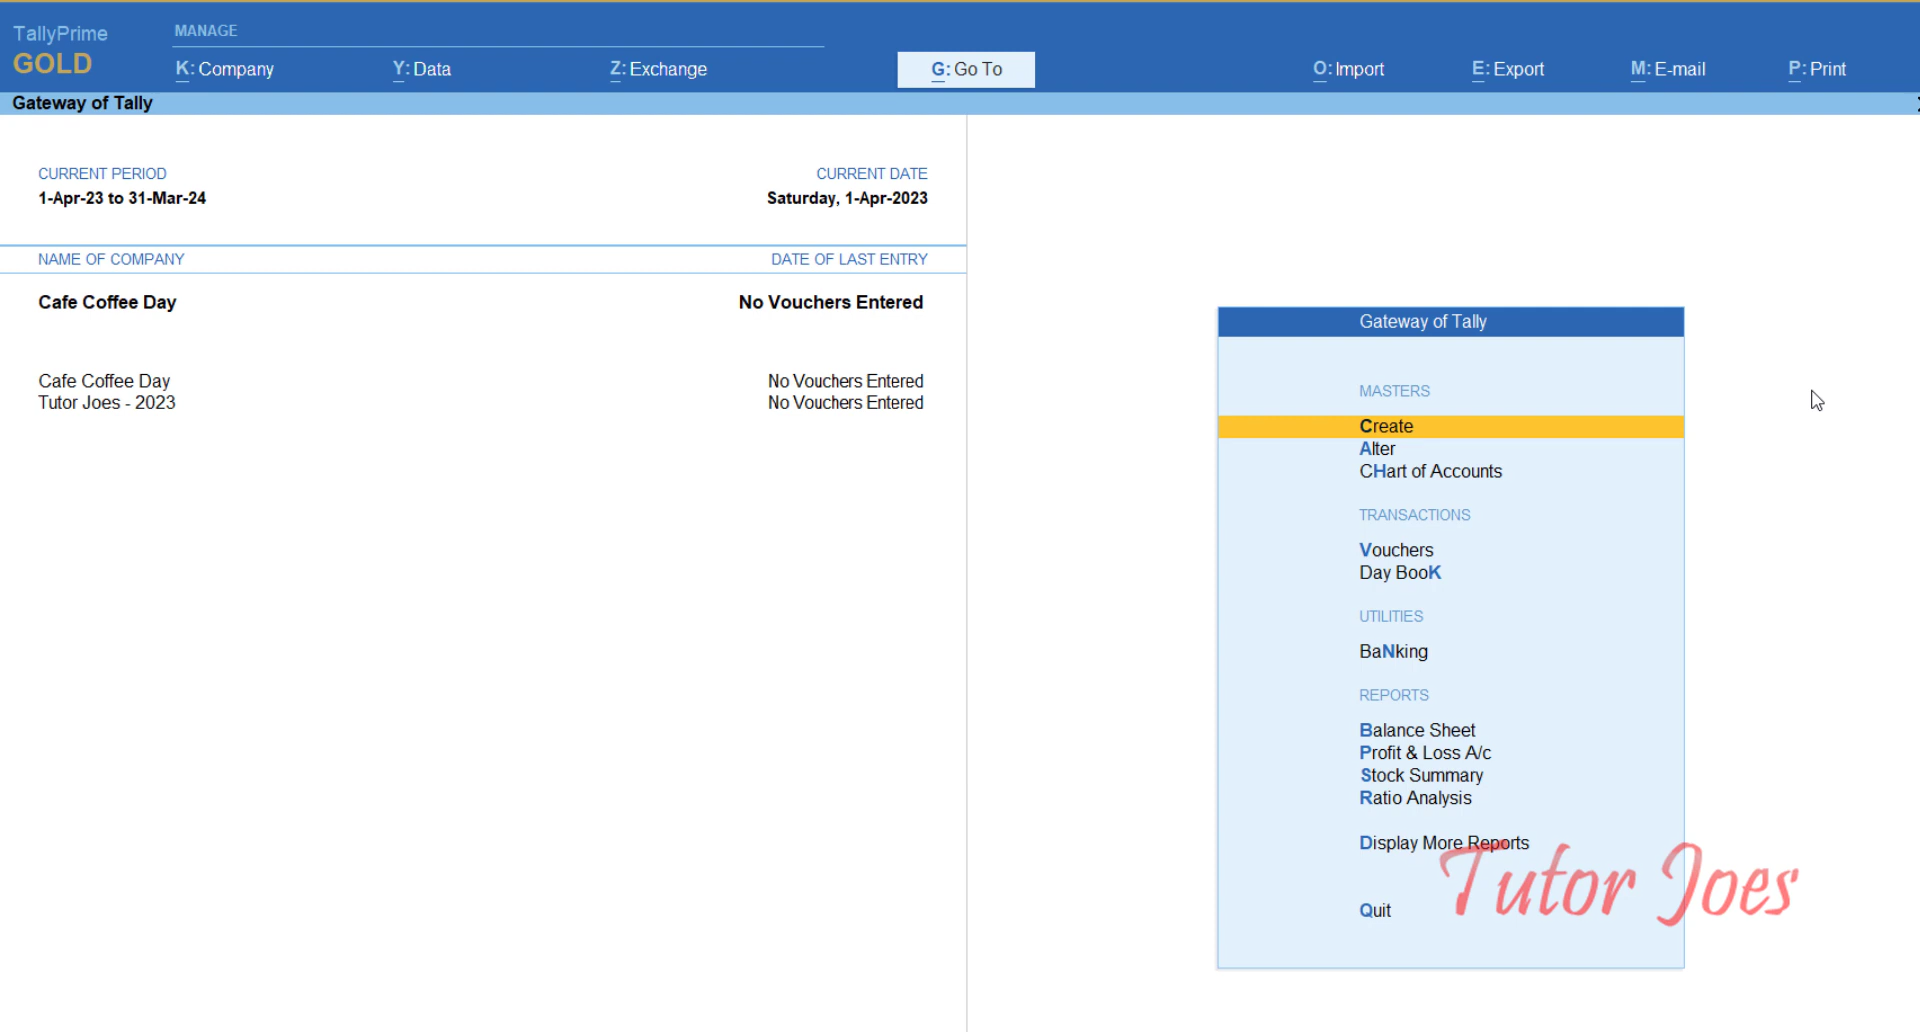 TallyPrime
GOLD
MANAGE
K: Company
Y: Data
Z: Exchange
G: Go To
O: Import
E: Export
M: E-mail
P: Print
Gateway of Tally
CURRENT PERIOD
CURRENT DATE
1-Apr-23 to 31-Mar-24
Saturday, 1-Apr-2023
NAME OF COMPANY
DATE OF LAST ENTRY
Cafe Coffee Day
No Vouchers Entered
Cafe Coffee Day
No Vouchers Entered
Tutor Joes - 2023
No Vouchers Entered
Gateway of Tally
MASTERS
Create
Alter
CHart of Accounts
TRANSACTIONS
Vouchers
Day BooK
UTILITIES
BaNking
REPORTS
Balance Sheet
Profit & Loss A/c
Stock Summary
Ratio Analysis
Display More Reports
Quit
Tutor Joes